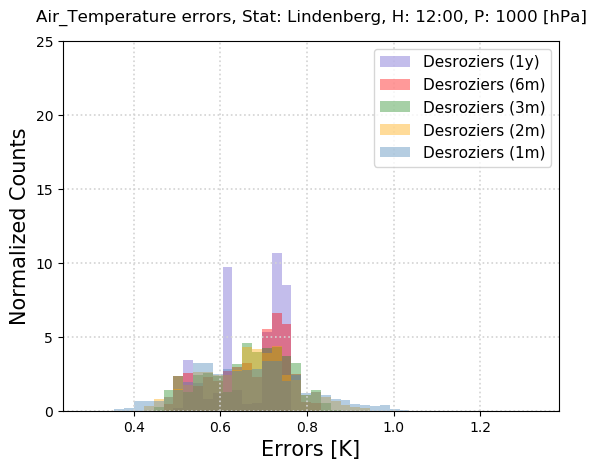 Air_Temperature errors, Stat: Lindenberg, H: 12:00, P: 1000 [hPa]
25
20
15
10
5
0
Normalized Counts
Desroziers (1y)
Desroziers (6m)
Desroziers (3m)
Desroziers (2m)
Desroziers (1m)
0.4 0.6 0.8 1.0 1.2
Errors [K]